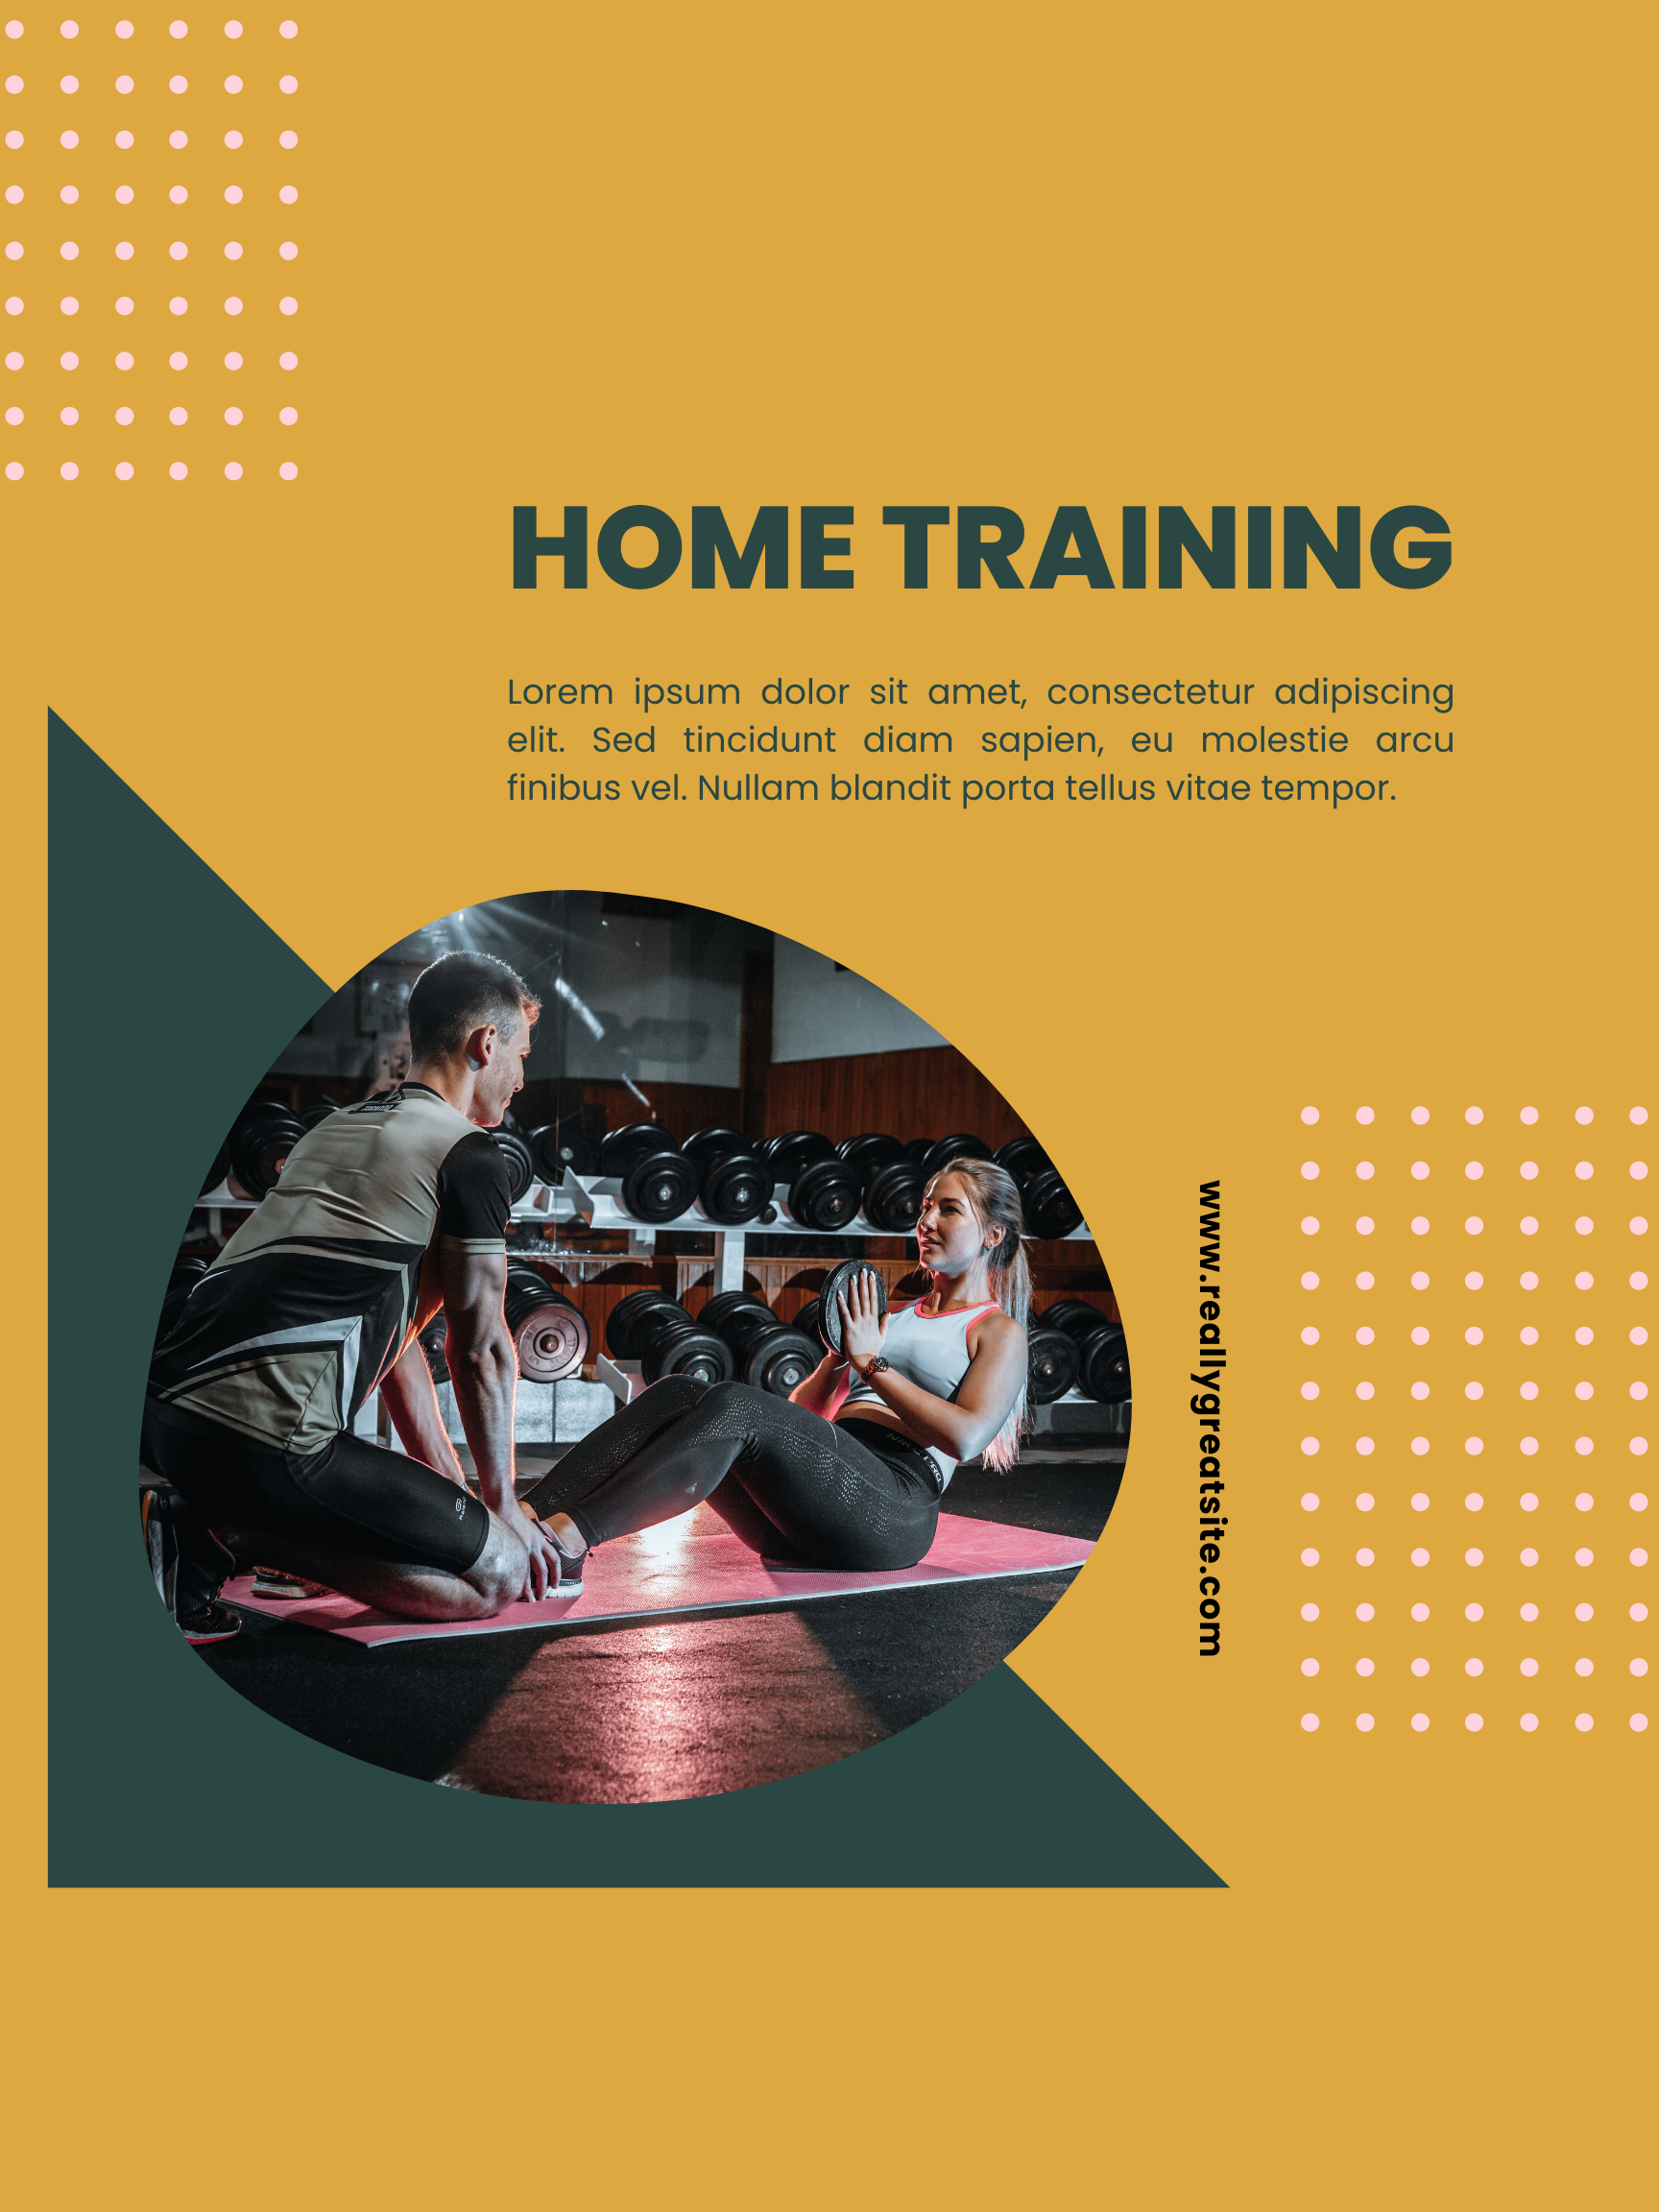 HOME TRAINING
Lorem ipsum dolor sit amet, consectetur adipiscing
elit. Sed tincidunt diam sapien, eu molestie arcu
finibus vel. Nullam blandit porta tellus vitae tempor.
www.reallygreatsite.com